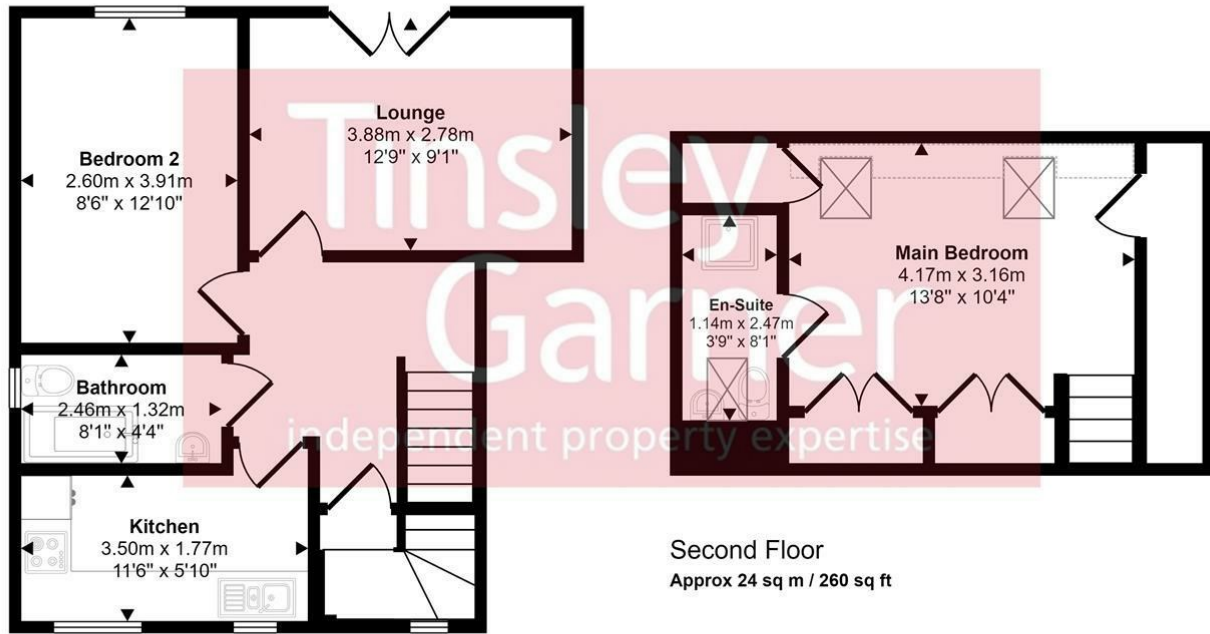 Bedroom 2
2.60m x 3.91m
8'6" x 12'10"
Lounge
3.88m x 2.78m
12'9" x 9'1"
Bathroom
2.46m x 1.32m
8'1" x 4'4"
Kitchen
3.50m x 1.77m
11'6" x 5'10"
Main Bedroom
4.17m x 3.16m
13'8" x 10'4"
En-Suite
1.14m x 2.47m
3'9" x 8'1"
Second Floor
Approx 24 sq m / 260 sq ft
Tinsley
Garner
independent property expertise